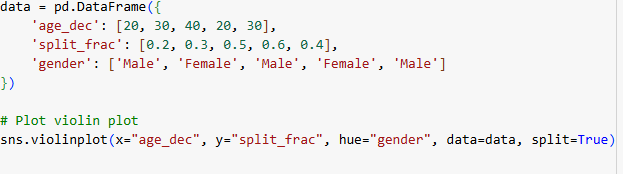 data = pd.DataFrame({
    'age_dec': [20, 30, 40, 20, 30],
    'split_frac': [0.2, 0.3, 0.5, 0.6, 0.4],
    'gender': ['Male', 'Female', 'Male', 'Female', 'Male']
})
# Plot violin plot
sns.violinplot(x="age_dec", y="split_frac", hue="gender", data=data, split=True)